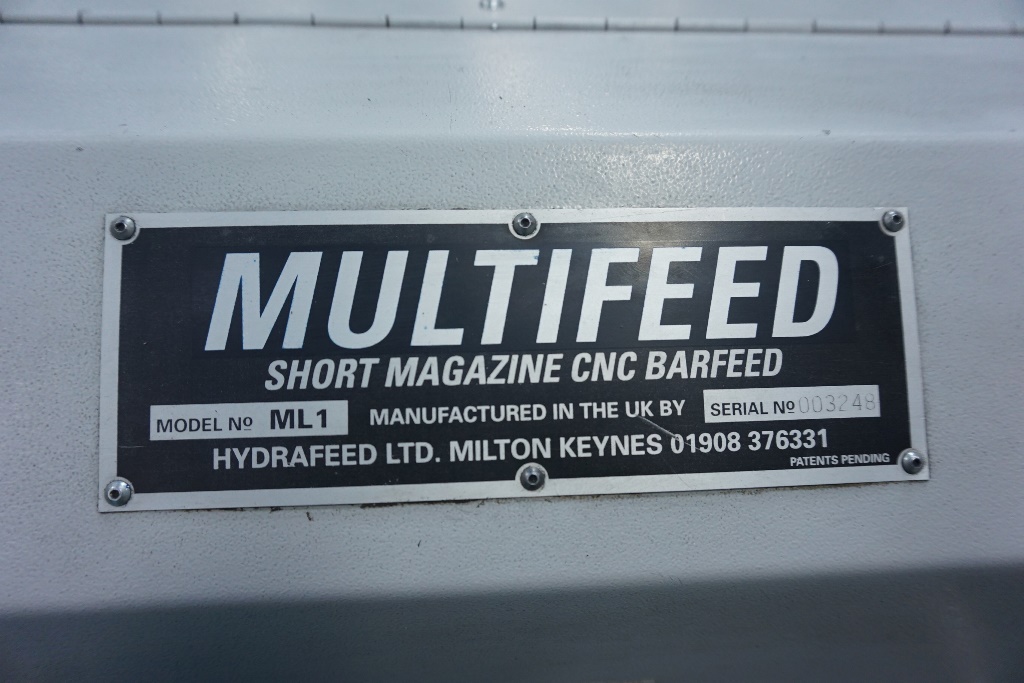 MULTIFEED
SHORT MAGAZINE CNC BARFEED
MODEL Nº ML1 MANUFACTURED IN THE UK BY SERIAL Nº 003248
HYDRAFEED LTD. MILTON KEYNES 01908 376331
PATENTS PENDING